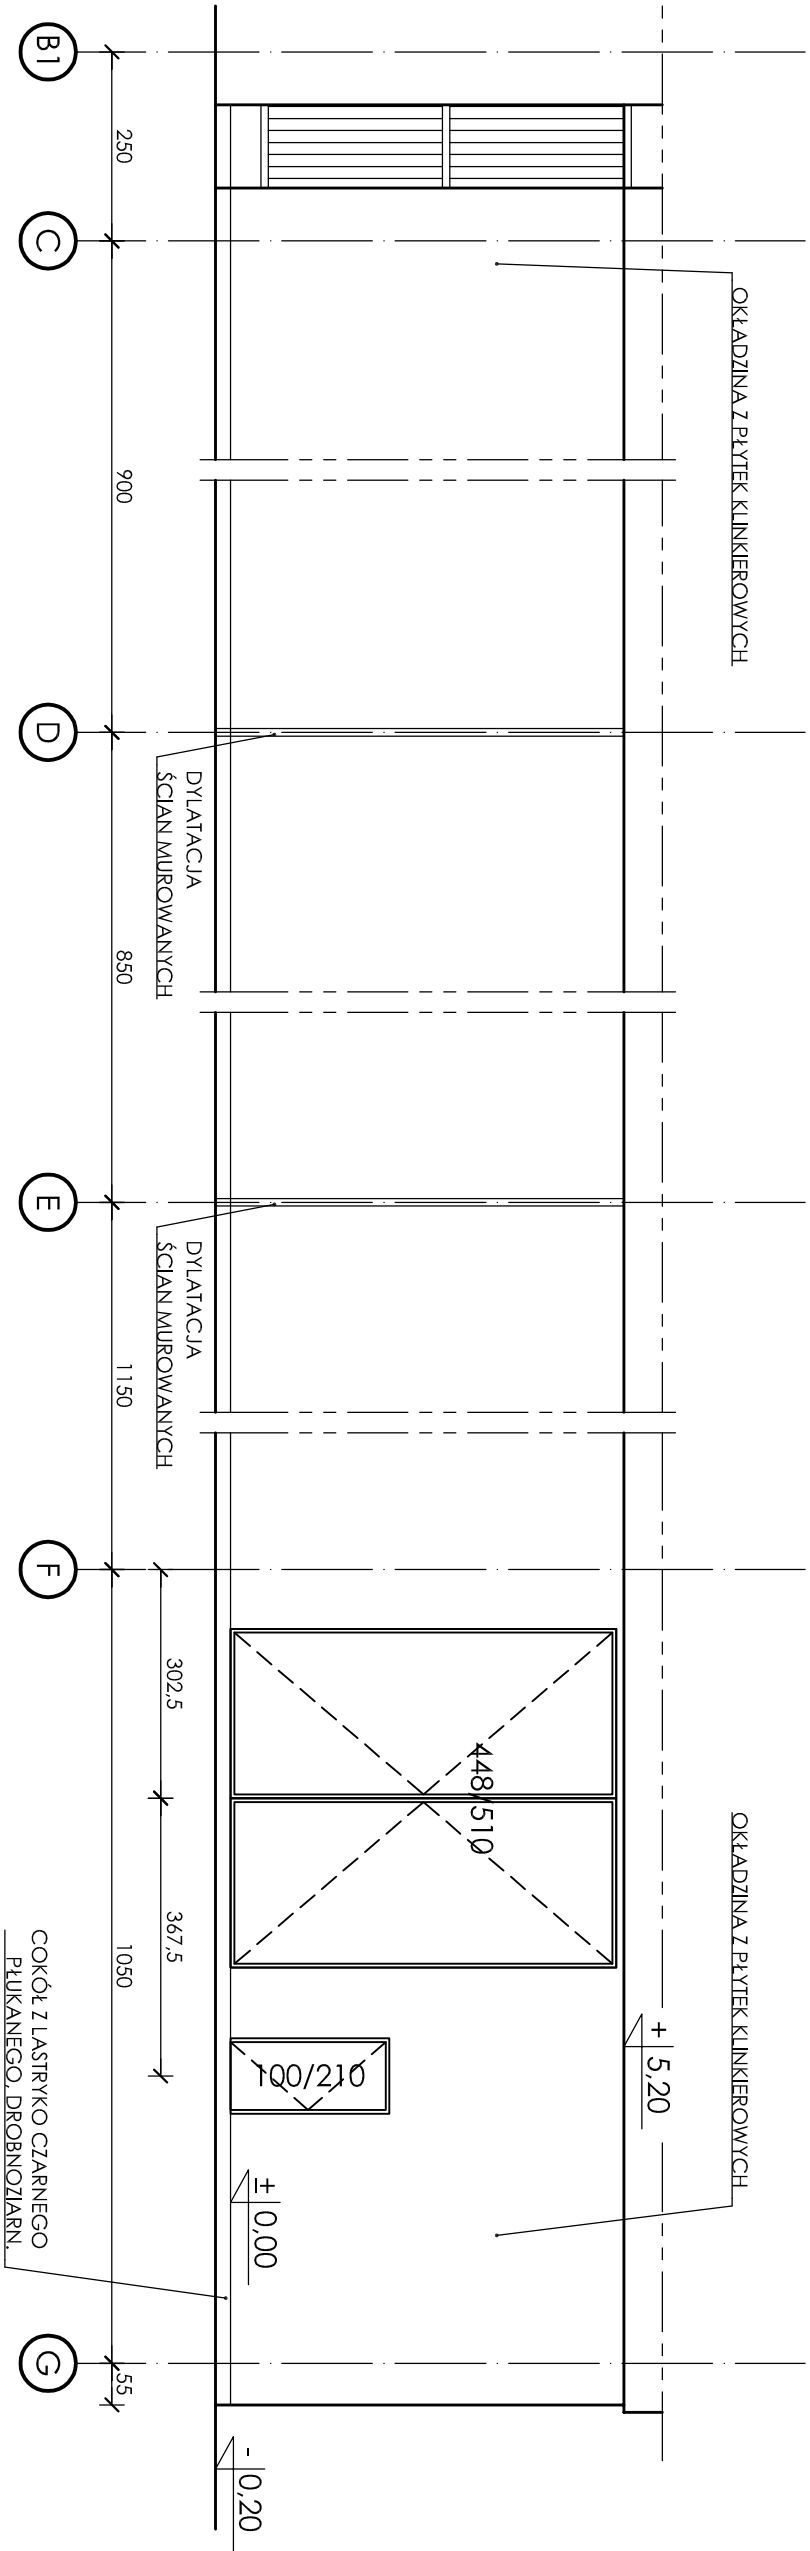 OKŁADZINA Z PŁYTEK KLINKIEROWYCH
OKŁADZINA Z PŁYTEK KLINKIEROWYCH
+ 5,20
448/510
100/210
± 0,00
- 0,20
DYLATACJA
ŚCIAN MUROWANYCH
DYLATACJA
ŚCIAN MUROWANYCH
302,5
367,5
250
900
850
1150
1050
55
B1
C
D
E
F
G
COKÓŁ Z LASTRYKO CZARNEGO
PŁUKANEGO, DROBNOZIARN.